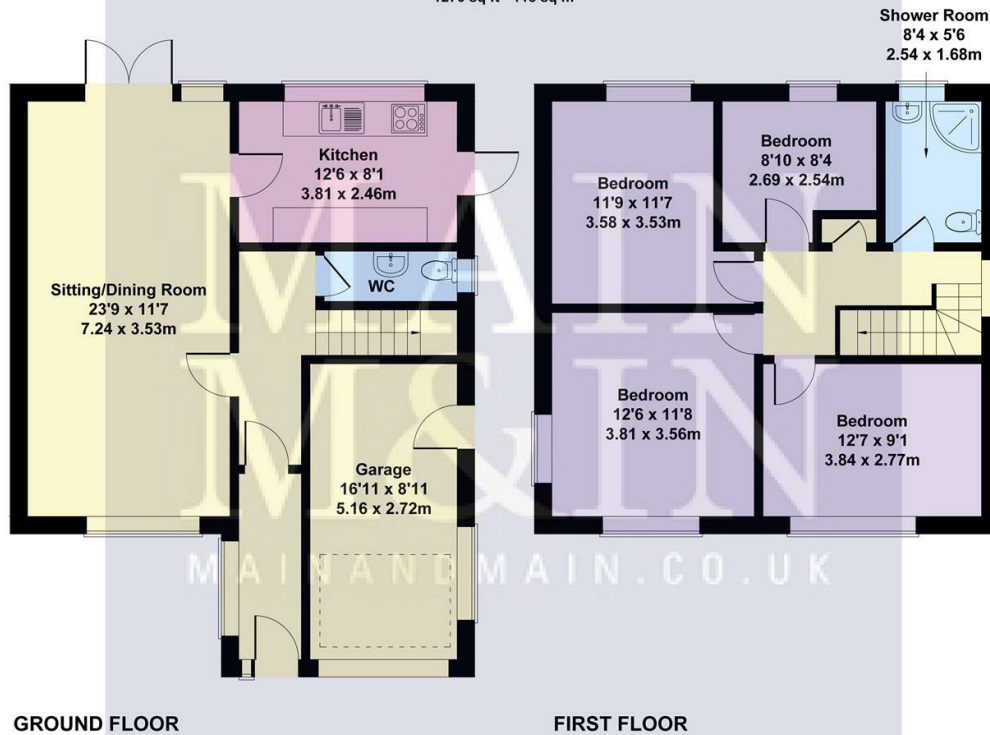 Shower Room
8'4 x 5'6
2.54 x 1.68m
Kitchen
12'6 x 8'1
3.81 x 2.46m
Bedroom
11'9 x 11'7
3.58 x 3.53m
Bedroom
8'10 x 8'4
2.69 x 2.54m
WC
Sitting/Dining Room
23'9 x 11'7
7.24 x 3.53m
Bedroom
12'6 x 11'8
3.81 x 3.56m
Bedroom
12'7 x 9'1
3.84 x 2.77m
Garage
16'11 x 8'11
5.16 x 2.72m
MAIN
M&IN
MAINANDMAIN.CO.UK
GROUND FLOOR
FIRST FLOOR